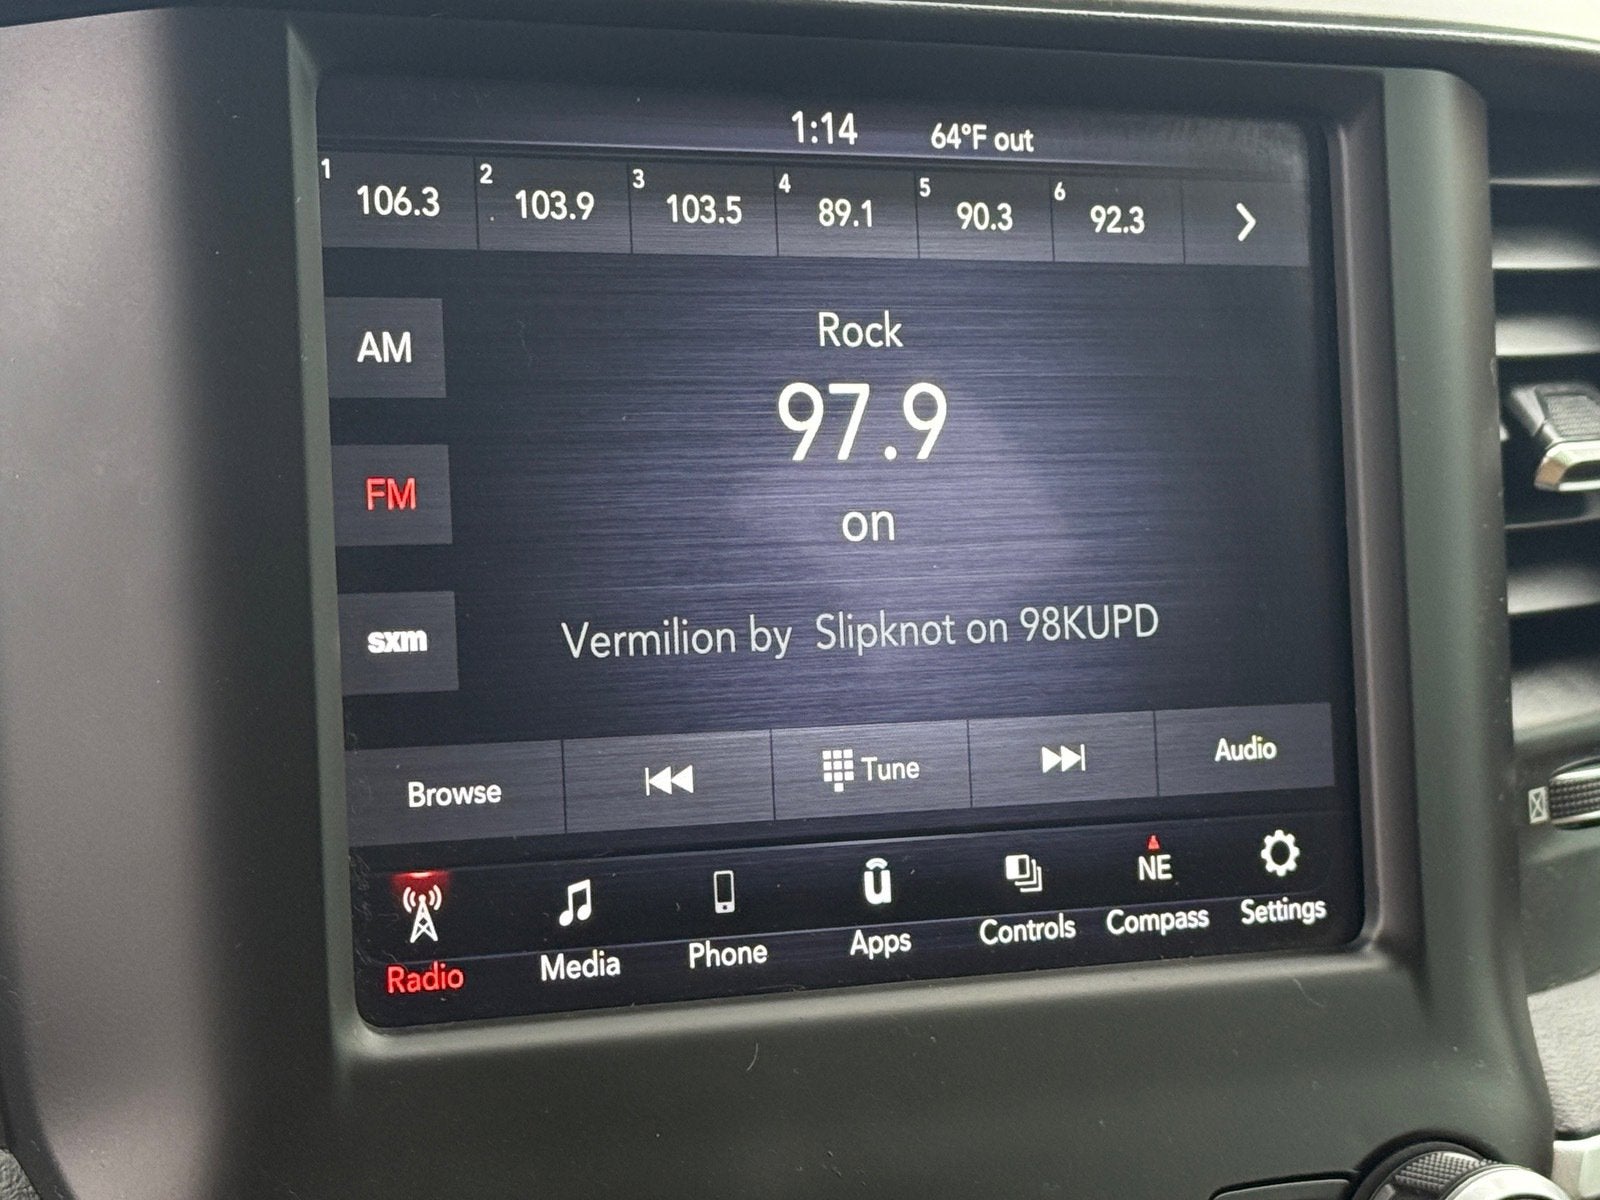 1:14 64°F out
1 106.3 2 103.9 3 103.5 4 89.1 5 90.3 6 92.3
Rock
AM
97.9
FM
on
sxm
Vermilion by Slipknot on 98KUPD
Browse Tune Audio
NE
Radio Media Phone Apps Controls Compass Settings